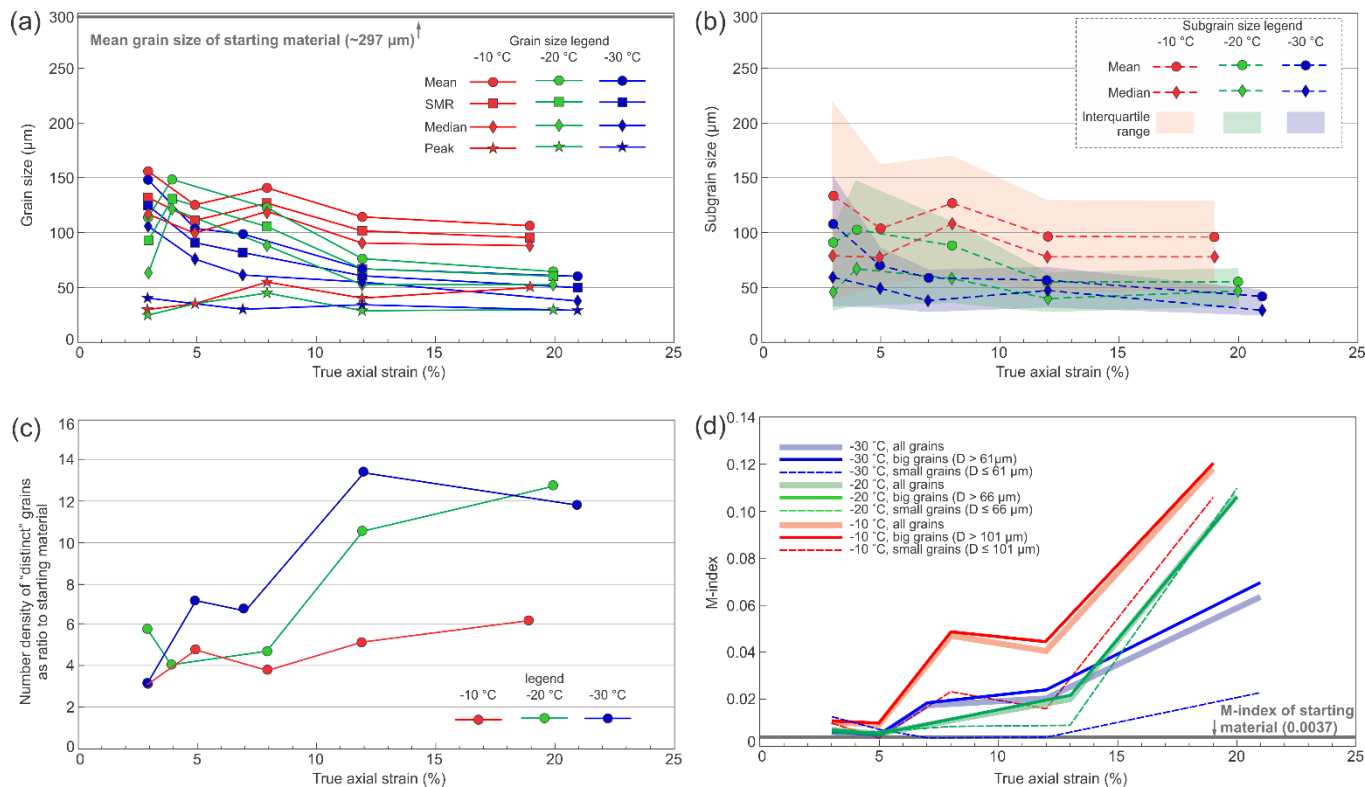 (a)
300
250
200
150
100
50
0
Grain size (µm)
Mean grain size of starting material (~297 µm)
Grain size legend
-10 °C -20 °C -30 °C
Mean
SMR
Median
Peak
0 5 10 15 20 25
True axial strain (%)
(b)
300
250
200
150
100
50
0
Subgrain size (µm)
Subgrain size legend
-10 °C -20 °C -30 °C
Mean
Median
Interquartile
range
0 5 10 15 20 25
True axial strain (%)
(c)
16
14
12
10
8
6
4
2
0
Number density of "distinct" grains
as ratio to starting material
legend
-10 °C -20 °C -30 °C
0 5 10 15 20 25
True axial strain (%)
(d)
0.14
0.12
0.10
0.08
0.06
0.04
0.02
0
M-index
-30 °C, all grains
-30 °C, big grains (D > 61µm)
-30 °C, small grains (D ≤ 61 µm)
-20 °C, all grains
-20 °C, big grains (D > 66 µm)
-20 °C, small grains (D ≤ 66 µm)
-10 °C, all grains
-10 °C, big grains (D > 101 µm)
-10 °C, small grains (D ≤ 101 µm)
M-index of starting
material (0.0037)
0 5 10 15 20 25
True axial strain (%)